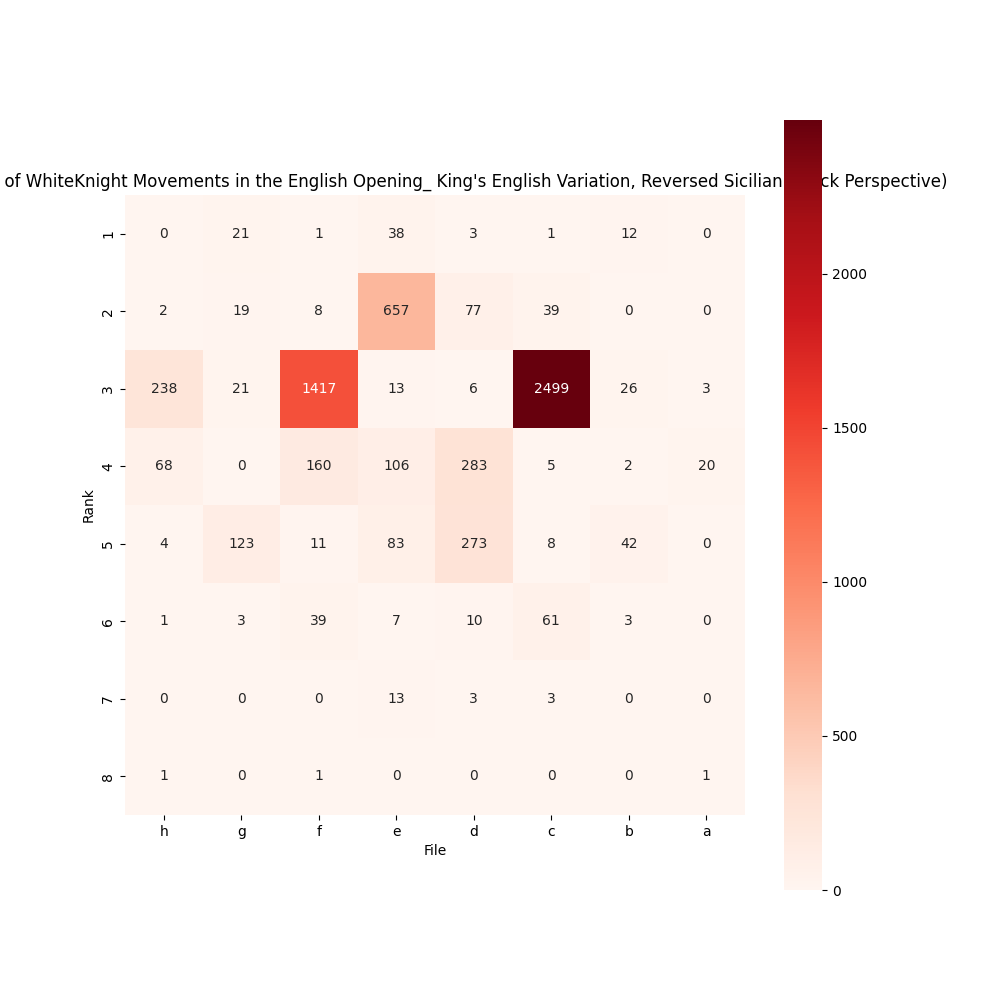 of WhiteKnight Movements in the English Opening_ King's English Variation, Reversed Sicilian ck Perspective)
1 0 21 1 38 3 1 12 0
2 2 19 8 657 77 39 0 0
3 238 21 1417 13 6 2499 26 3
4 68 0 160 106 283 5 2 20
5 4 123 11 83 273 8 42 0
6 1 3 39 7 10 61 3 0
7 0 0 0 13 3 3 0 0
8 1 0 1 0 0 0 0 1
h g f e d c b a
File
Rank
2000
1500
1000
500
0